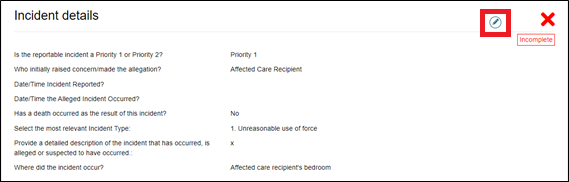 Incident details
Incomplete
Is the reportable incident a Priority 1 or Priority 2? Priority 1
Who initially raised concern/made the allegation? Affected Care Recipient
Date/Time Incident Reported?
Date/Time the Alleged Incident Occurred?
Has a death occurred as the result of this incident? No
Select the most relevant Incident Type: 1. Unreasonable use of force
Provide a detailed description of the incident that has occurred, is x
alleged or suspected to have occurred.:
Where did the incident occur? Affected care recipient's bedroom